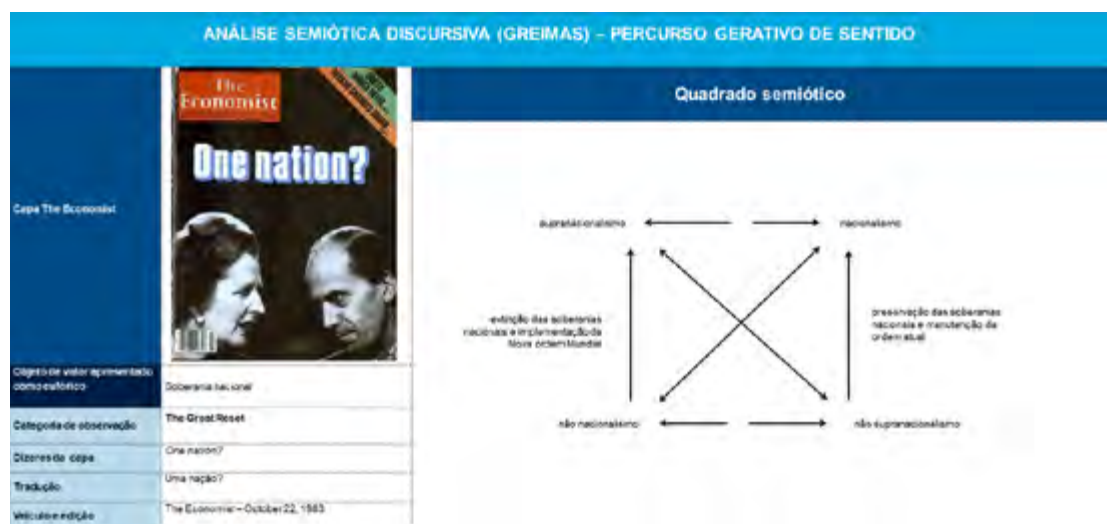 ANÁLISE SEMIÓTICA DISCURSIVA (GREIMAS) – PERCURSO GERATIVO DE SENTIDO
Quadrado semiótico
Capa The Economist
The
Economist
One nation?
supranacionalismo
nacionalismo
extinção das soberanias
nacionais e implementação da
Nova ordem Mundial
preservação das soberanias
nacionais e manutenção da
ordem atual
não nacionalismo
não supranacionalismo
Objeto de valor apresentado
como eufórico
Soberania nacional
Categoria de observação
The Great Reset
Dizeres da capa
One nation?
Tradução
Uma nação?
Veículo e edição
The Economist – October 22, 1983